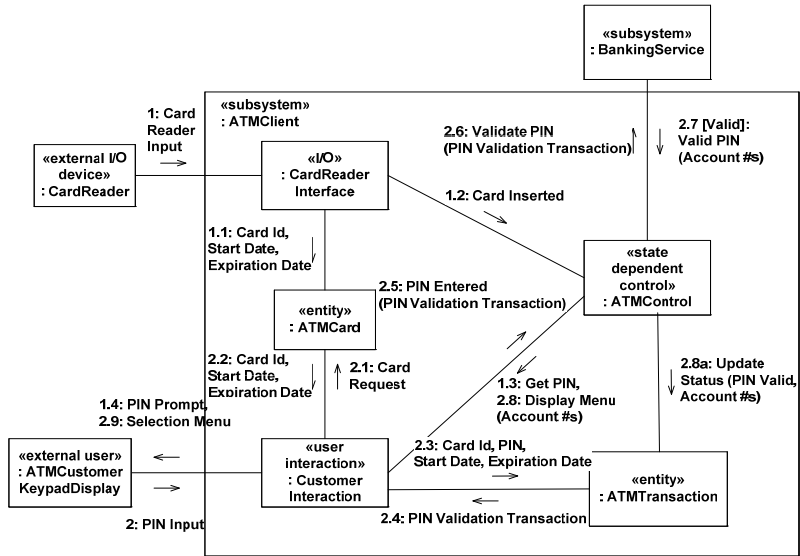 «subsystem»
: BankingService
1: Card
Reader
Input
«subsystem»
: ATMClient
2.6: Validate PIN
(PIN Validation Transaction)
2.7 [Valid]:
Valid PIN
(Account #s)
«external I/O
device»
: CardReader
«I/O»
: CardReader
Interface
1.2: Card Inserted
1.1: Card Id,
Start Date,
Expiration Date
«state
dependent
control»
: ATMControl
2.5: PIN Entered
(PIN Validation Transaction)
«entity»
: ATMCard
2.2: Card Id,
Start Date,
Expiration Date
2.1: Card
Request
1.3: Get PIN,
2.8: Display Menu
(Account #s)
2.8a: Update
Status (PIN Valid,
Account #s)
1.4: PIN Prompt,
2.9: Selection Menu
«external user»
: ATMCustomer
KeypadDisplay
«user
interaction»
: Customer
Interaction
2.3: Card Id, PIN,
Start Date, Expiration Date
«entity»
: ATMTransaction
2: PIN Input
2.4: PIN Validation Transaction